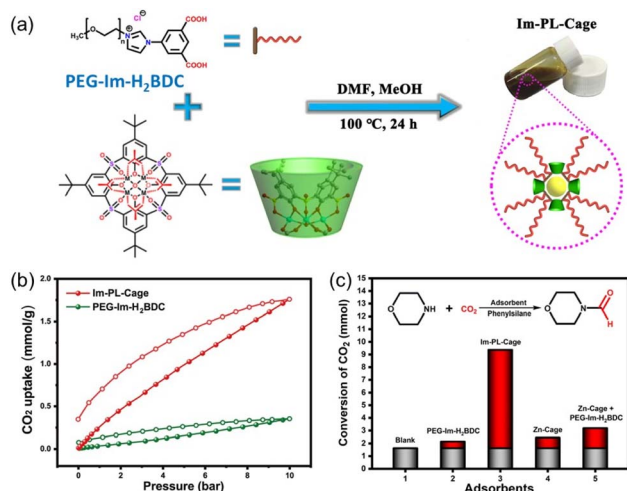 (a)
Cl⁻
H₃C
O
n
N
N
COOH
COOH
PEG-Im-H₂BDC
DMF, MeOH
100 ℃, 24 h
Im-PL-Cage
(b)
CO₂ uptake (mmol/g)
2.0
1.5
1.0
0.5
0.0
Im-PL-Cage
PEG-Im-H₂BDC
0 2 4 6 8 10
Pressure (bar)
(c)
Conversion of CO₂ (mmol)
15
14
13
12
11
10
9
8
7
6
5
4
3
2
1
0
O NH + CO₂ Adsorbent O N O
Phenylsilane H
Im-PL-Cage
Blank
PEG-Im-H₂BDC
Zn-Cage
Zn-Cage +
PEG-Im-H₂BDC
1 2 3 4 5
Adsorbents